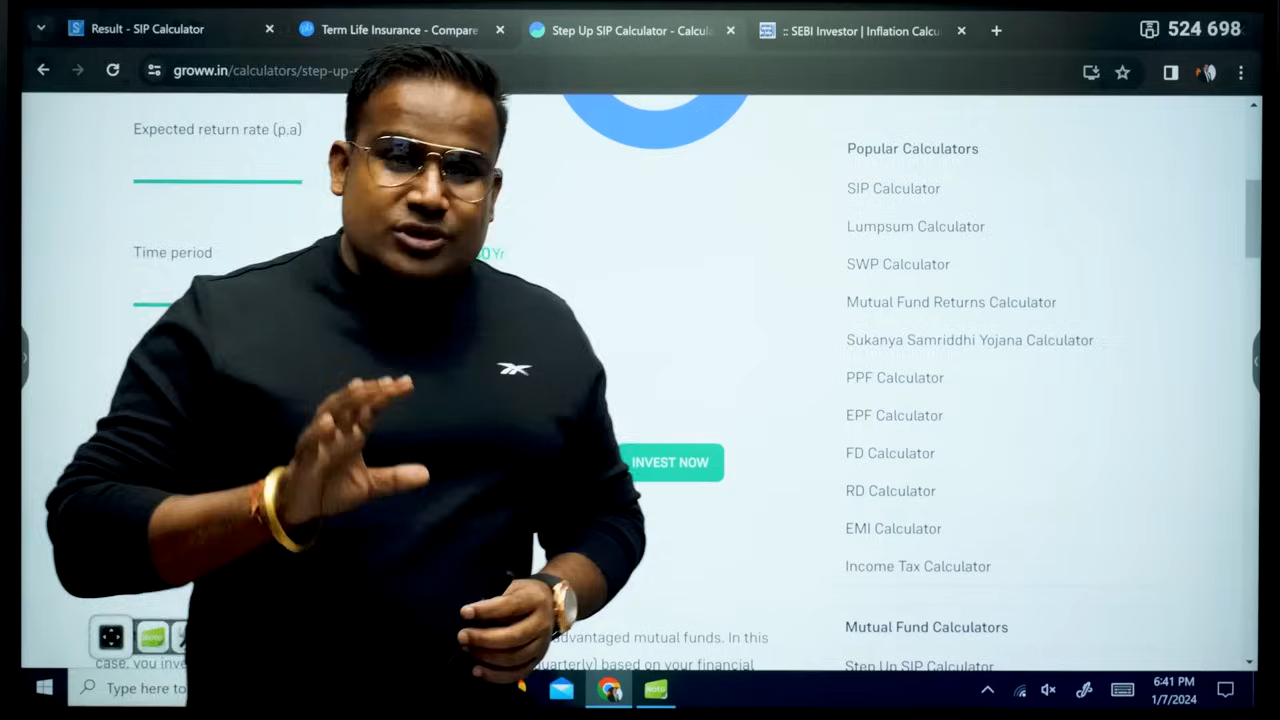 Result - SIP Calculator
Term Life Insurance - Compare
Step Up SIP Calculator - Calcul
:: SEBI Investor | Inflation Calcu
524 698
groww.in/calculators/step-up-
Expected return rate (p.a)
Time period
0 Yr
INVEST NOW
Popular Calculators
SIP Calculator
Lumpsum Calculator
SWP Calculator
Mutual Fund Returns Calculator
Sukanya Samriddhi Yojana Calculator
PPF Calculator
EPF Calculator
FD Calculator
RD Calculator
EMI Calculator
Income Tax Calculator
Mutual Fund Calculators
Step Up SIP Calculator
advantaged mutual funds. In this
case, you inve
quarterly) based on your financial
Type here to
6:41 PM
1/7/2024